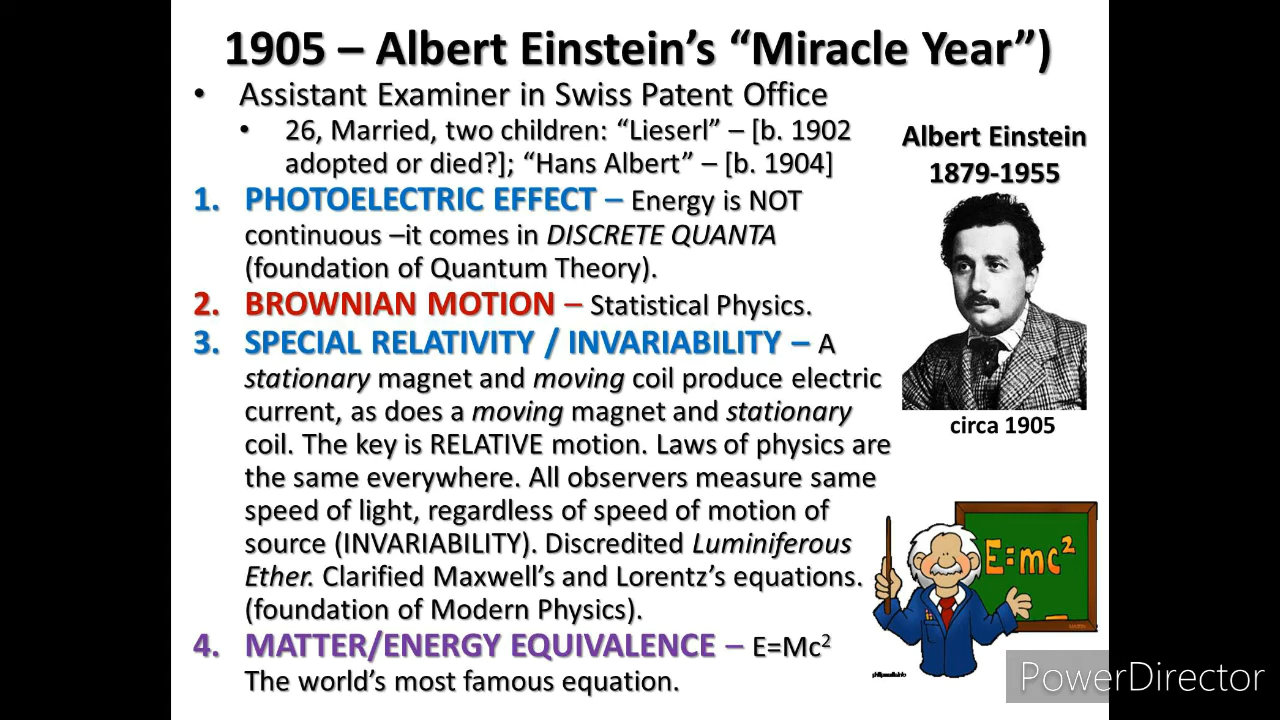 1905 – Albert Einstein's “Miracle Year”)
• Assistant Examiner in Swiss Patent Office
• 26, Married, two children: “Lieserl” – [b. 1902
adopted or died?]; “Hans Albert” – [b. 1904]
1. PHOTOELECTRIC EFFECT – Energy is NOT
continuous –it comes in DISCRETE QUANTA
(foundation of Quantum Theory).
2. BROWNIAN MOTION – Statistical Physics.
3. SPECIAL RELATIVITY / INVARIABILITY – A
stationary magnet and moving coil produce electric
current, as does a moving magnet and stationary
coil. The key is RELATIVE motion. Laws of physics are
the same everywhere. All observers measure same
speed of light, regardless of speed of motion of
source (INVARIABILITY). Discredited Luminiferous
Ether. Clarified Maxwell's and Lorentz's equations.
(foundation of Modern Physics).
4. MATTER/ENERGY EQUIVALENCE – E=Mc²
The world's most famous equation.
Albert Einstein
1879-1955
circa 1905
E=mc²
PowerDirector